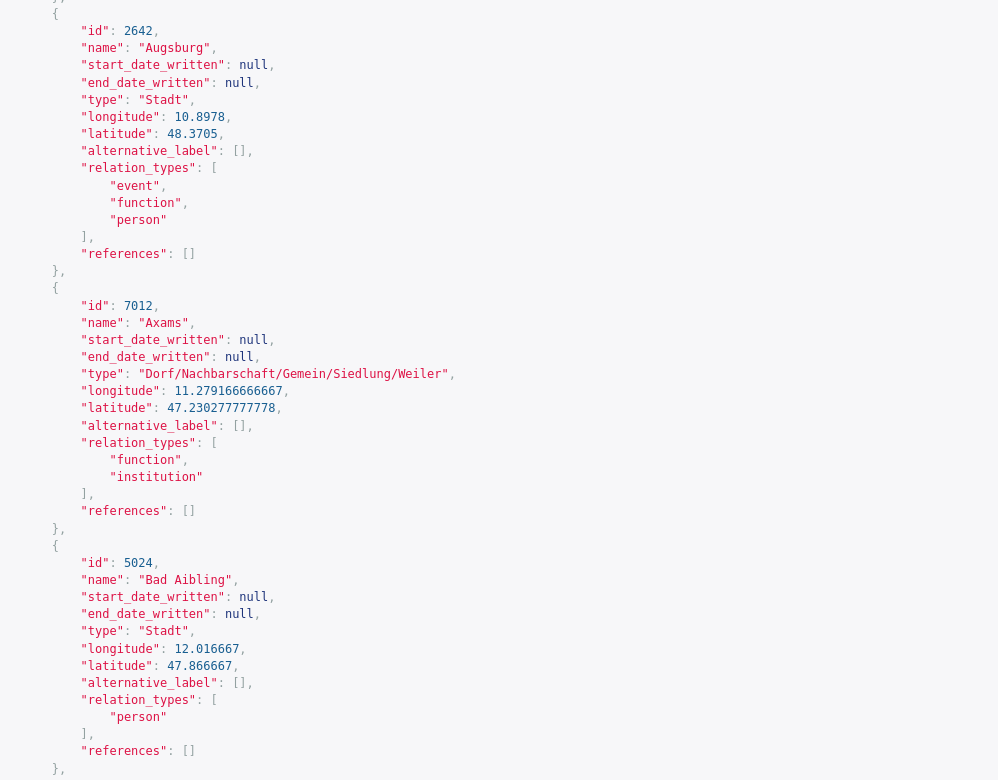 },
{
"id": 2642,
"name": "Augsburg",
"start_date_written": null,
"end_date_written": null,
"type": "Stadt",
"longitude": 10.8978,
"latitude": 48.3705,
"alternative_label": [],
"relation_types": [
"event",
"function",
"person"
],
"references": []
},
{
"id": 7012,
"name": "Axams",
"start_date_written": null,
"end_date_written": null,
"type": "Dorf/Nachbarschaft/Gemein/Siedlung/Weiler",
"longitude": 11.279166666667,
"latitude": 47.230277777778,
"alternative_label": [],
"relation_types": [
"function",
"institution"
],
"references": []
},
{
"id": 5024,
"name": "Bad Aibling",
"start_date_written": null,
"end_date_written": null,
"type": "Stadt",
"longitude": 12.016667,
"latitude": 47.866667,
"alternative_label": [],
"relation_types": [
"person"
],
"references": []
},